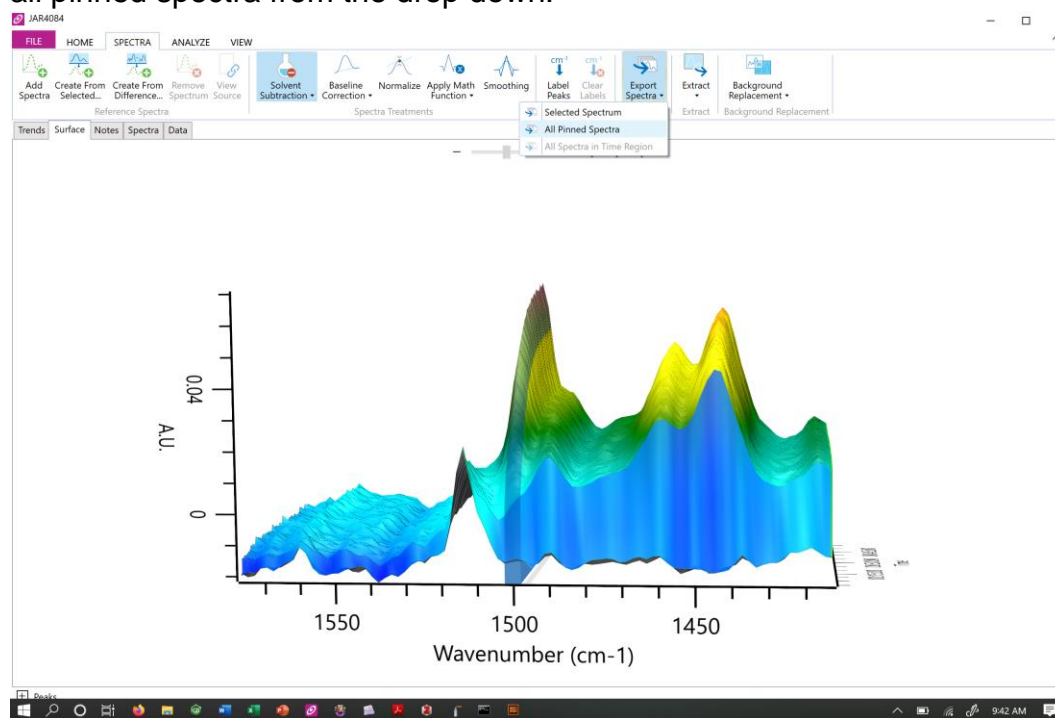 all pinned spectra from the drop-down.
JAR4084
FILE HOME SPECTRA ANALYZE VIEW
Add Spectra
Create From Selected...
Create From Difference...
Remove Spectrum
View Source
Solvent Subtraction
Baseline Correction
Normalize
Apply Math Function
Smoothing
cm⁻¹
Label Peaks
cm⁻¹
Clear Labels
Export Spectra
Extract
Background Replacement
Reference Spectra
Spectra Treatments
Extract
Background Replacement
Selected Spectrum
All Pinned Spectra
All Spectra in Time Region
Trends Surface Notes Spectra Data
0.04
A.U.
0
1550 1500 1450
Wavenumber (cm-1)
Peaks
9:42 AM